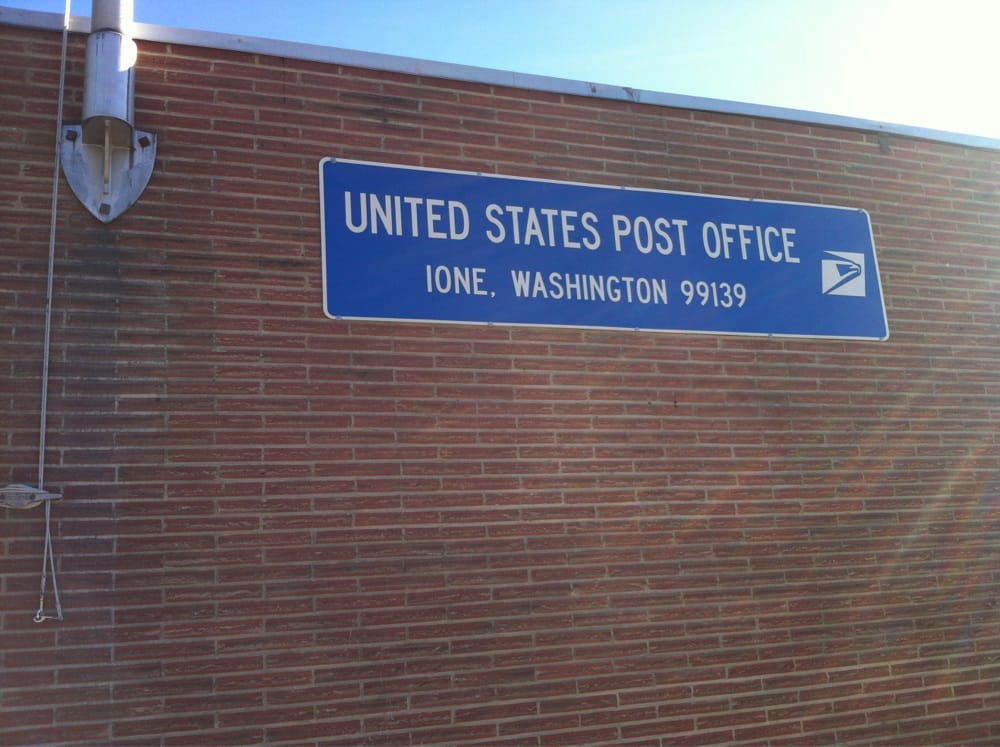 UNITED STATES POST OFFICE
IONE, WASHINGTON 99139